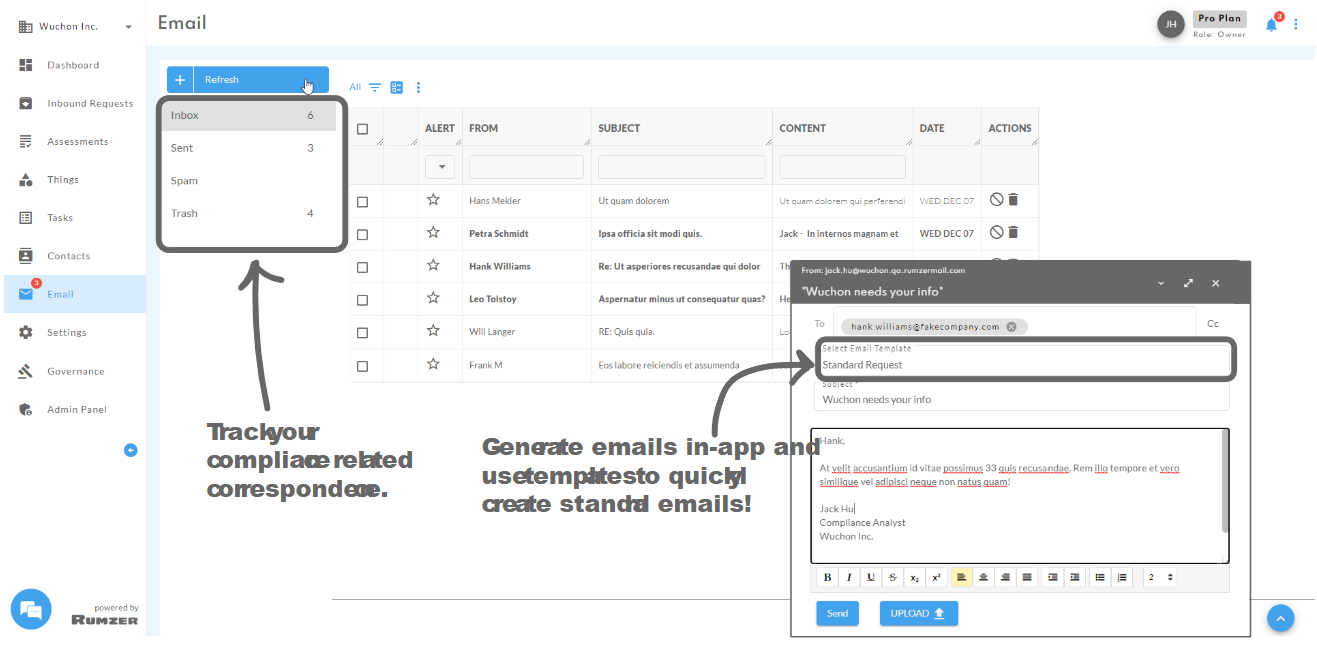 Wuchon Inc.
Email
JH
Pro Plan
Role: Owner
3
Dashboard
Inbound Requests
Assessments
Things
Tasks
Contacts
3
Email
Settings
Governance
Admin Panel
powered by
RUMZER
+ Refresh
Inbox 6
Sent 3
Spam
Trash 4
All
ALERT FROM SUBJECT CONTENT DATE ACTIONS
Hans Mekler Ut quam dolorem Ut quam dolorem qui perferendi WED DEC 07
Petra Schmidt Ipsa officia sit modi quis. Jack - In internos magnam et WED DEC 07
Hank Williams Re: Ut asperiores recusandae qui dolor
Leo Tolstoy Aspernatur minus ut consequatur quas?
Will Langer RE: Quis quia.
Frank M Eos labore reiciendis et assumenda
Track your
compliance related
correspondence.
Generate emails in-app and
use templates to quickly
create standard emails!
From: jack.hu@wuchon.qa.rumzermail.com
"Wuchon needs your info"
To hank.williams@fakecompany.com Cc
Select Email Template
Standard Request
Subject *
Wuchon needs your info
Hank,
At velit accusantium id vitae possimus 33 quis recusandae. Rem illo tempore et vero
similique vel adipisci neque non natus quam!
Jack Hu
Compliance Analyst
Wuchon Inc.
B I U S x₂ x² 2
Send UPLOAD